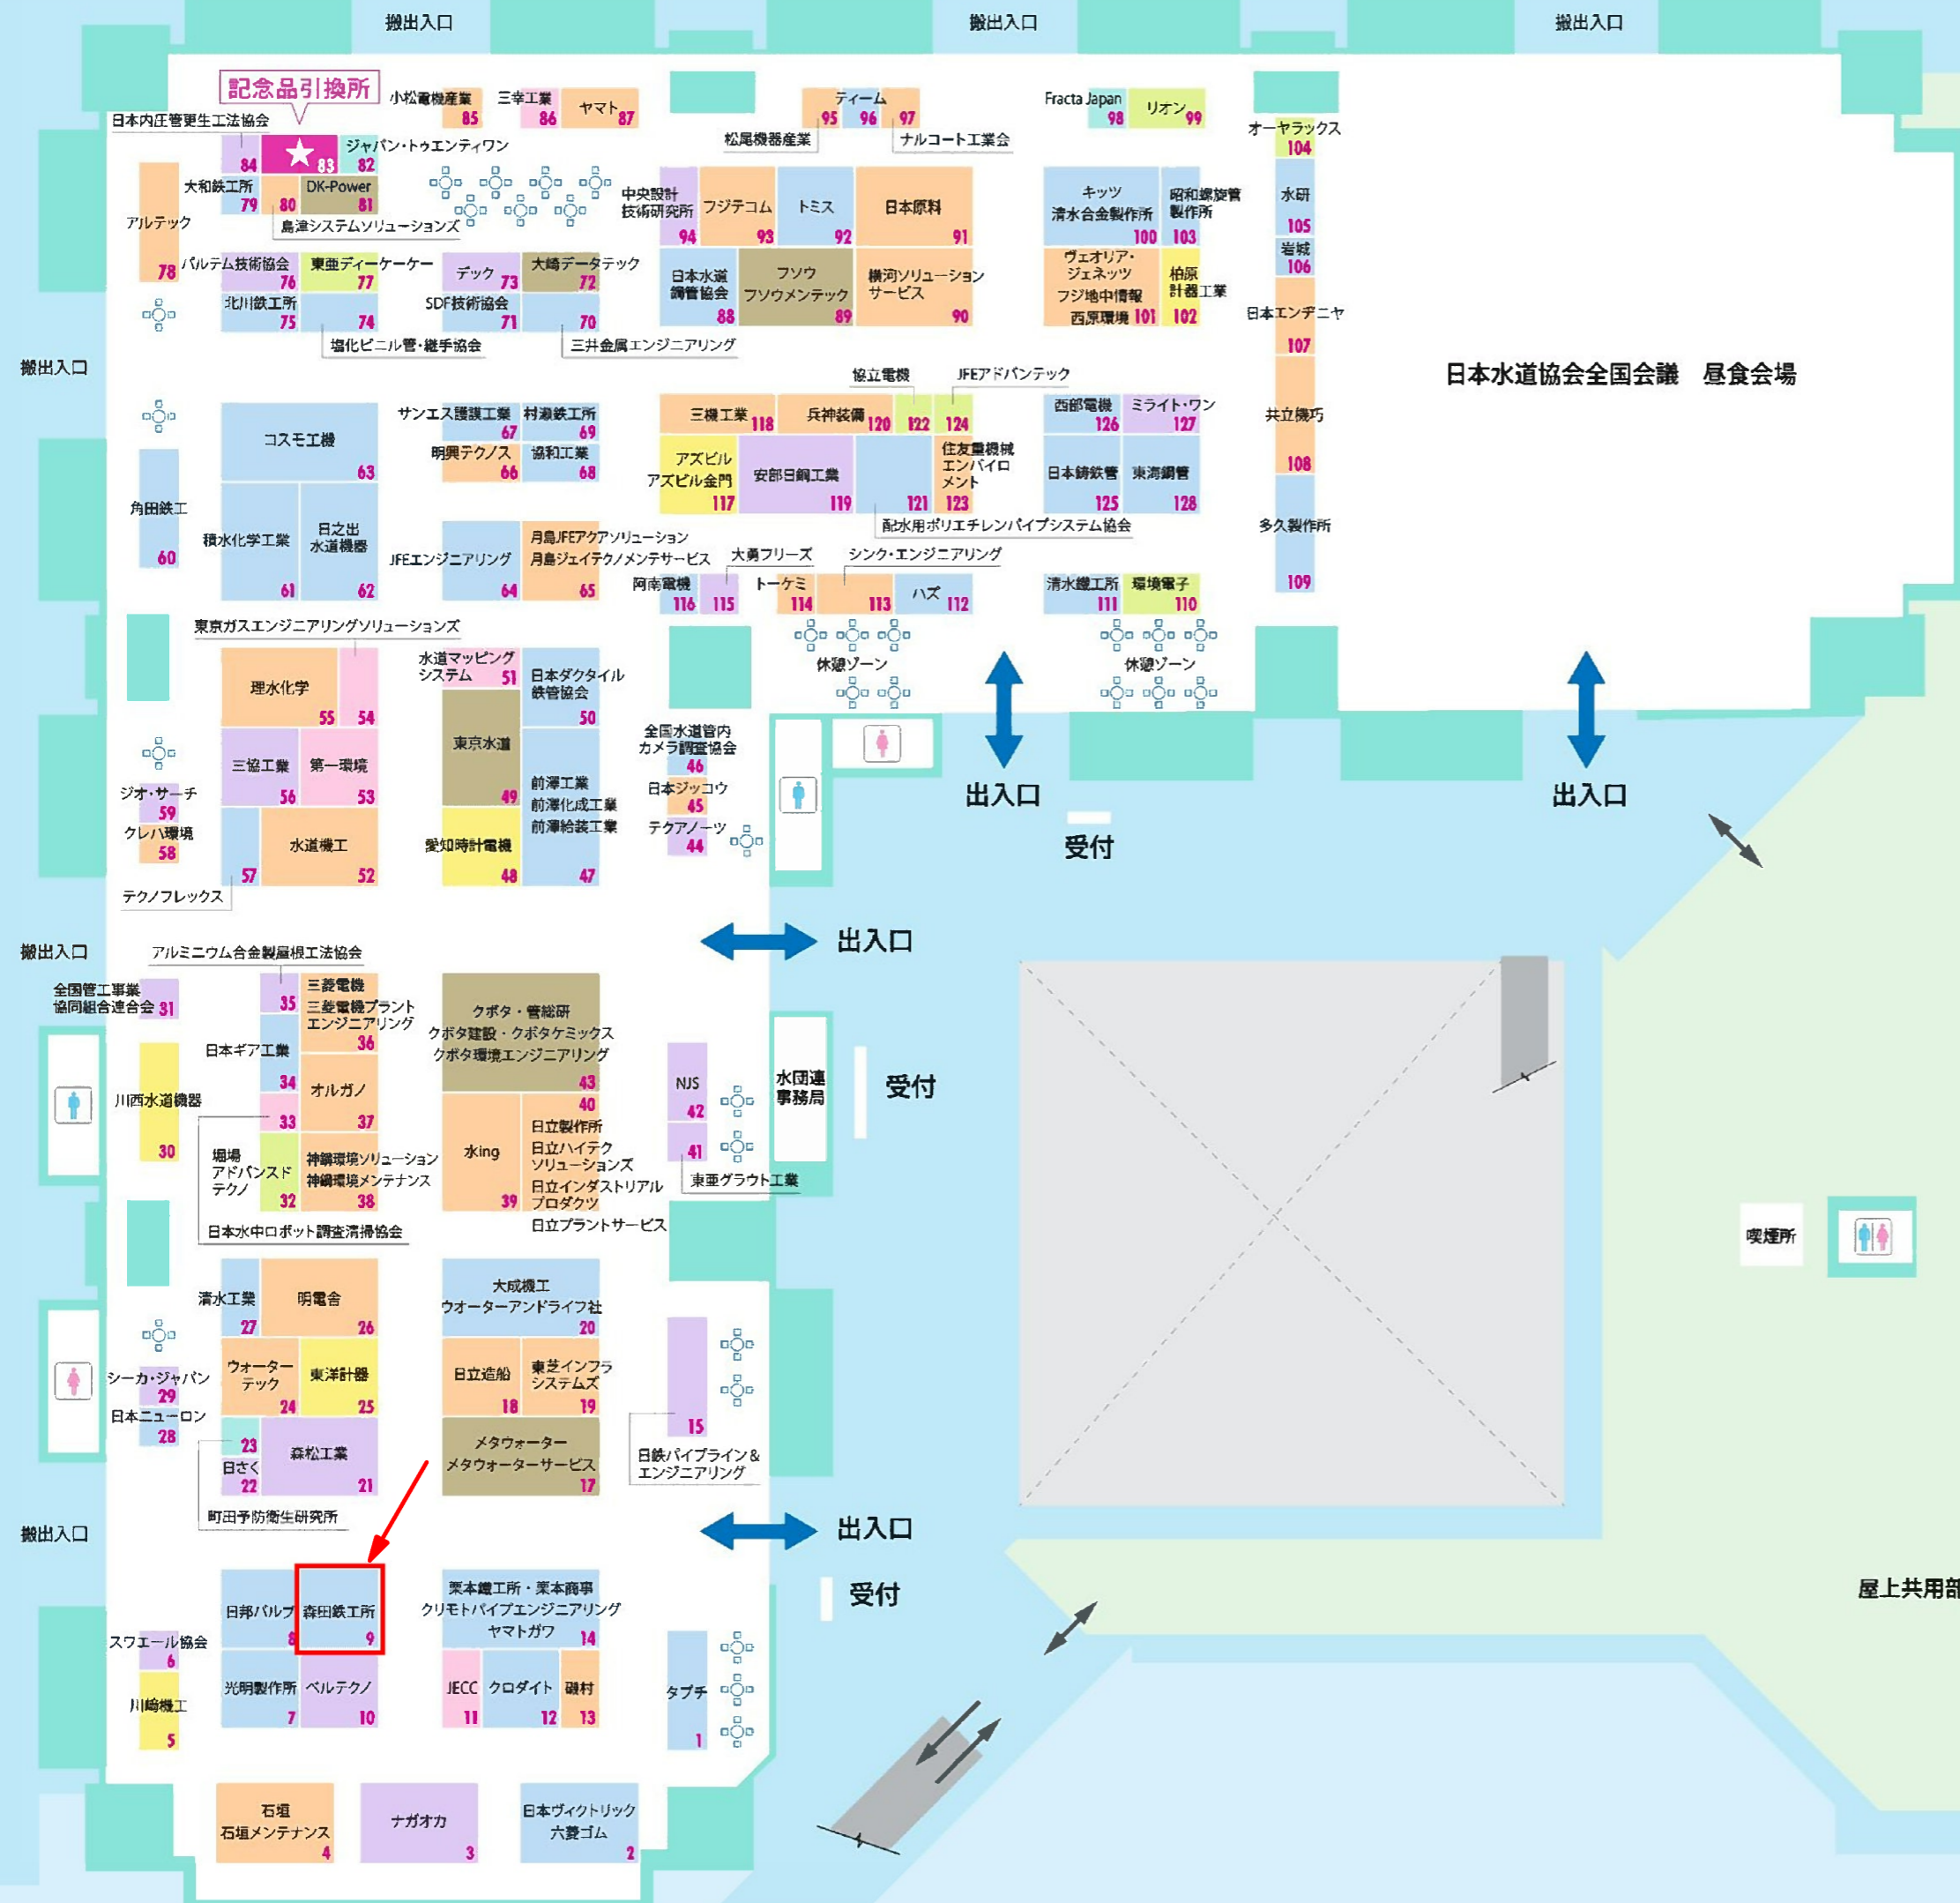 搬出入口
搬出入口
搬出入口
記念品引換所
日本内圧管更生工法協会
84
83
ジャパン・トゥエンティワン
82
大和鉄工所
79
80
DK-Power
81
島津システムソリューションズ
アルテック
78
小松電機産業
85
三幸工業
86
ヤマト
87
ティーム
95
96
97
松尾機器産業
ナルコート工業会
Fracta Japan
98
リオン
99
オーヤラックス
104
水研
105
岩城
106
日本エンヂニヤ
107
共立機巧
108
多久製作所
109
パルテム技術協会
76
東亜ディーケーケー
77
北川鉄工所
75
74
塩化ビニル管・継手協会
デック
73
大崎データテック
72
SDF技術協会
71
70
三井金属エンジニアリング
中央設計
技術研究所
94
フジテコム
93
トミス
92
日本原料
91
日本水道
鋼管協会
88
フソウ
フソウメンテック
89
横河ソリューション
サービス
90
キッツ
清水合金製作所
100
昭和螺旋管
製作所
103
ヴェオリア・
ジェネッツ
フジ地中情報
西原環境
101
柏原
計器工業
102
日本水道協会全国会議　昼食会場
搬出入口
コスモ工機
63
角田鉄工
60
積水化学工業
61
日之出
水道機器
62
サンエス護謨工業
67
村瀬鉄工所
69
明興テクノス
66
協和工業
68
JFEエンジニアリング
64
月島JFEアクアソリューション
月島ジェイテクノメンテサービス
65
協立電機
JFEアドバンテック
三機工業
118
兵神装備
120
122
124
アズビル
アズビル金門
117
安部日鋼工業
119
121
住友重機械
エンバイロ
メント
123
配水用ポリエチレンパイプシステム協会
西部電機
126
ミライト・ワン
127
日本鋳鉄管
125
東海鋼管
128
大勇フリーズ
シンク・エンジニアリング
阿南電機
116
115
トーケミ
114
113
ハズ
112
清水鐵工所
111
環境電子
110
休憩ゾーン
休憩ゾーン
東京ガスエンジニアリングソリューションズ
理水化学
55
54
三協工業
56
第一環境
53
ジオ・サーチ
59
クレハ環境
58
57
水道機工
52
テクノフレックス
水道マッピング
システム
51
日本ダクタイル
鉄管協会
50
東京水道
49
前澤工業
前澤化成工業
前澤給装工業
47
愛知時計電機
48
全国水道管内
カメラ調査協会
46
日本ジッコウ
45
テクアノーツ
44
出入口
出入口
受付
出入口
搬出入口
アルミニウム合金製屋根工法協会
全国管工事業
協同組合連合会
31
35
三菱電機
三菱電機プラント
エンジニアリング
36
日本ギア工業
34
オルガノ
37
33
川西水道機器
30
堀場
アドバンスド
テクノ
32
神鋼環境ソリューション
神鋼環境メンテナンス
38
日本水中ロボット調査清掃協会
クボタ・管総研
クボタ建設・クボタケミックス
クボタ環境エンジニアリング
43
水ing
39
40
日立製作所
日立ハイテク
ソリューションズ
日立インダストリアル
プロダクツ
日立プラントサービス
NJS
42
41
東亜グラウト工業
水団連
事務局
受付
喫煙所
清水工業
27
明電舎
26
ウォーター
テック
24
東洋計器
25
シーカ・ジャパン
29
日本ニューロン
28
23
日さく
22
森松工業
21
町田予防衛生研究所
大成機工
ウオーターアンドライフ社
20
日立造船
18
東芝インフラ
システムズ
19
メタウォーター
メタウォーターサービス
17
15
日鉄パイプライン＆
エンジニアリング
搬出入口
出入口
受付
屋上共用部
日邦バルブ
8
森田鉄工所
9
スワエール協会
6
川崎機工
5
光明製作所
7
ベルテクノ
10
栗本鐵工所・栗本商事
クリモトパイプエンジニアリング
ヤマトガワ
14
JECC
11
クロダイト
12
磯村
13
タブチ
1
石垣
石垣メンテナンス
4
ナガオカ
3
日本ヴィクトリック
六菱ゴム
2